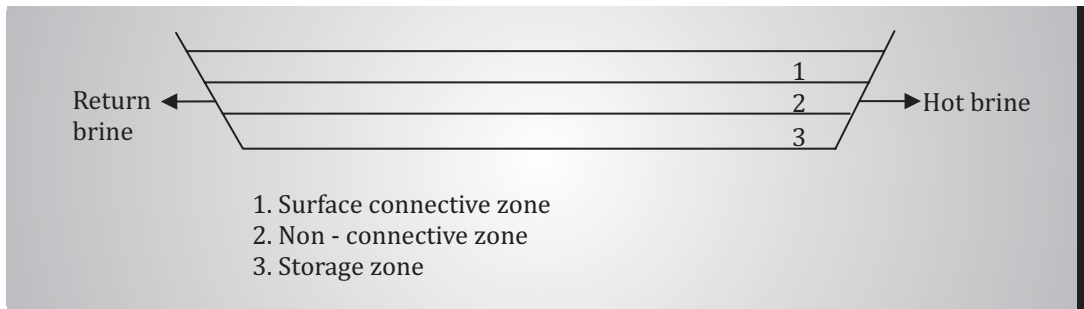 1
Return
brine
2
Hot brine
3
1. Surface connective zone
2. Non - connective zone
3. Storage zone